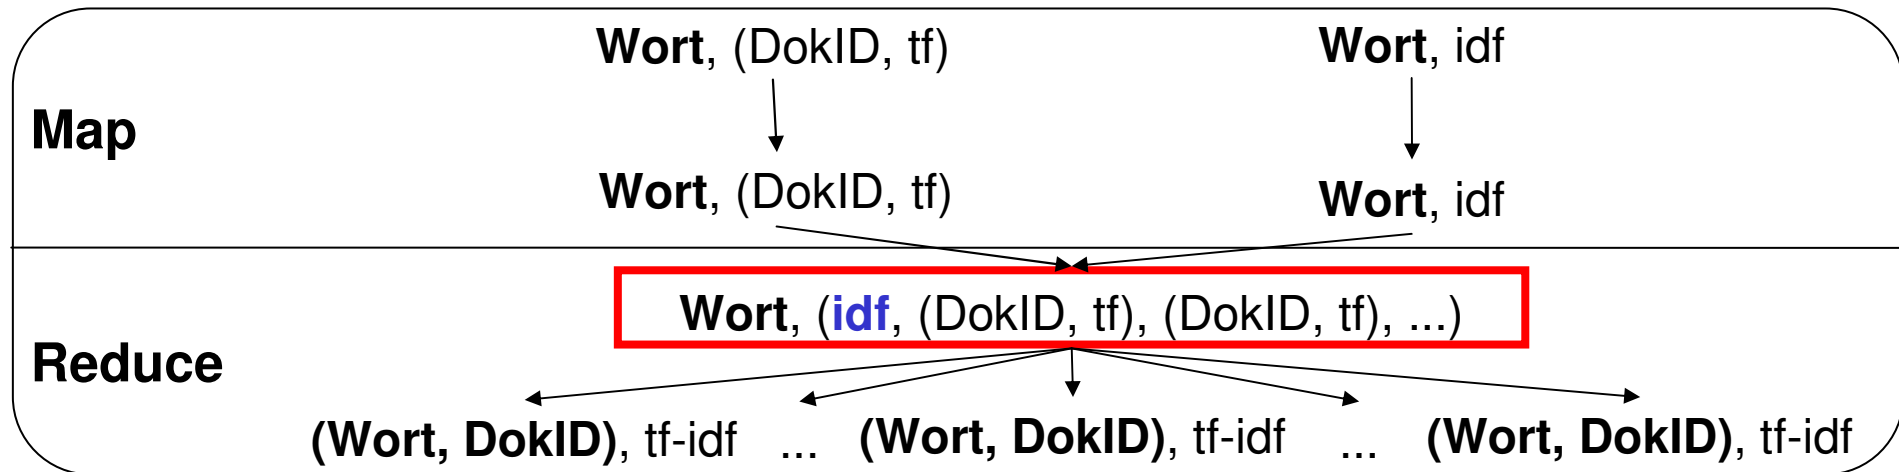 Wort, (DokID, tf) Wort, idf
Map
Wort, (DokID, tf) Wort, idf
Wort, (idf, (DokID, tf), (DokID, tf), ...)
Reduce
(Wort, DokID), tf-idf ... (Wort, DokID), tf-idf ... (Wort, DokID), tf-idf